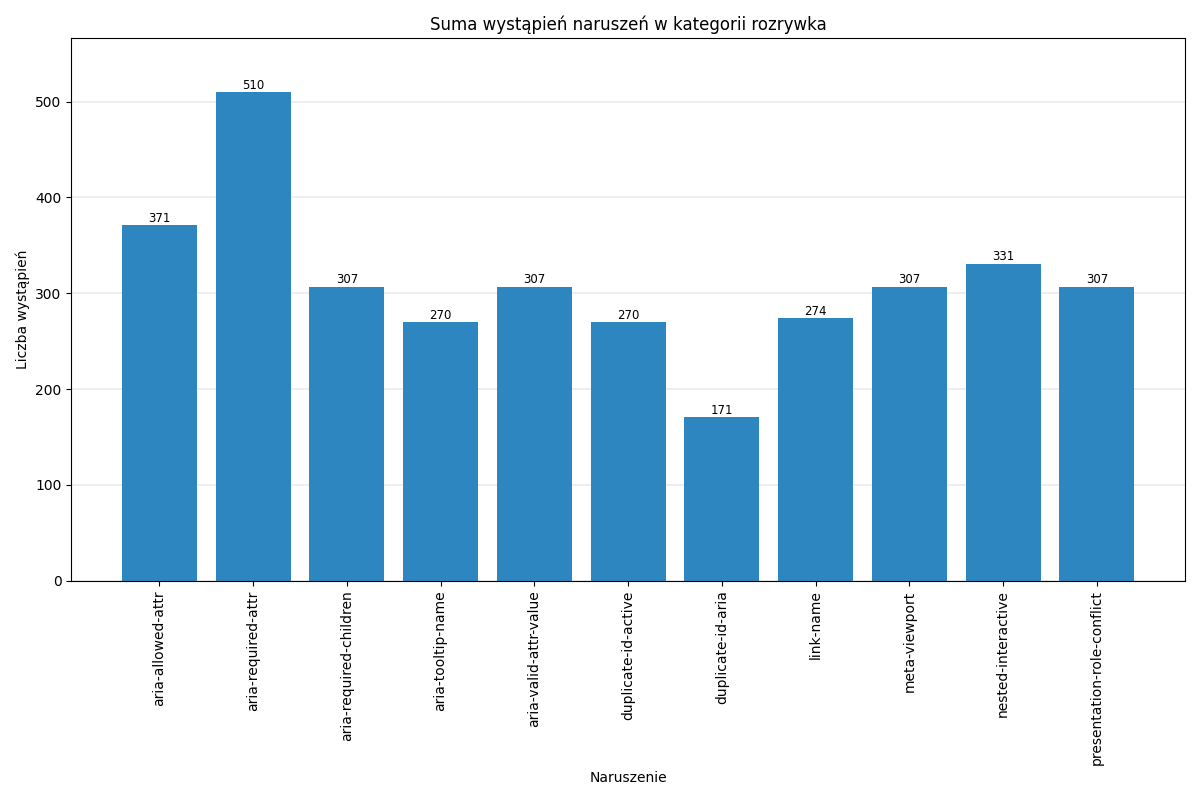 Suma wystąpień naruszeń w kategorii rozrywka
Liczba wystąpień
500
400
300
200
100
0
371
510
307
270
307
270
171
274
307
331
307
aria-allowed-attr
aria-required-attr
aria-required-children
aria-tooltip-name
aria-valid-attr-value
duplicate-id-active
duplicate-id-aria
link-name
meta-viewport
nested-interactive
presentation-role-conflict
Naruszenie